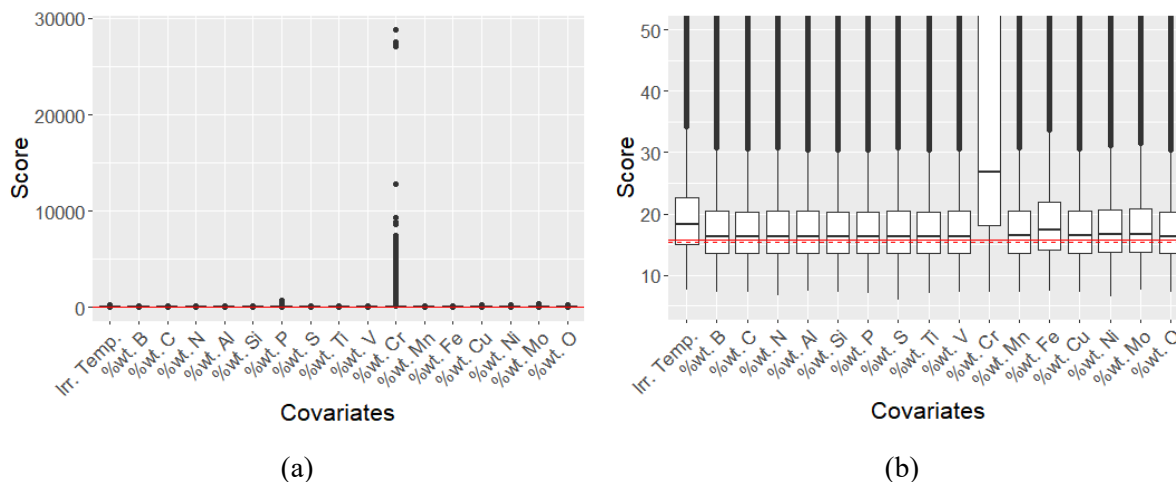 30000
20000
10000
0
Score
Irr. Temp.
%wt. B
%wt. C
%wt. N
%wt. Al
%wt. Si
%wt. P
%wt. S
%wt. Ti
%wt. V
%wt. Cr
%wt. Mn
%wt. Fe
%wt. Cu
%wt. Ni
%wt. Mo
%wt. O
Covariates
(a)
50
40
30
20
10
Score
Irr. Temp.
%wt. B
%wt. C
%wt. N
%wt. Al
%wt. Si
%wt. P
%wt. S
%wt. Ti
%wt. V
%wt. Cr
%wt. Mn
%wt. Fe
%wt. Cu
%wt. Ni
%wt. Mo
%wt. O
Covariates
(b)